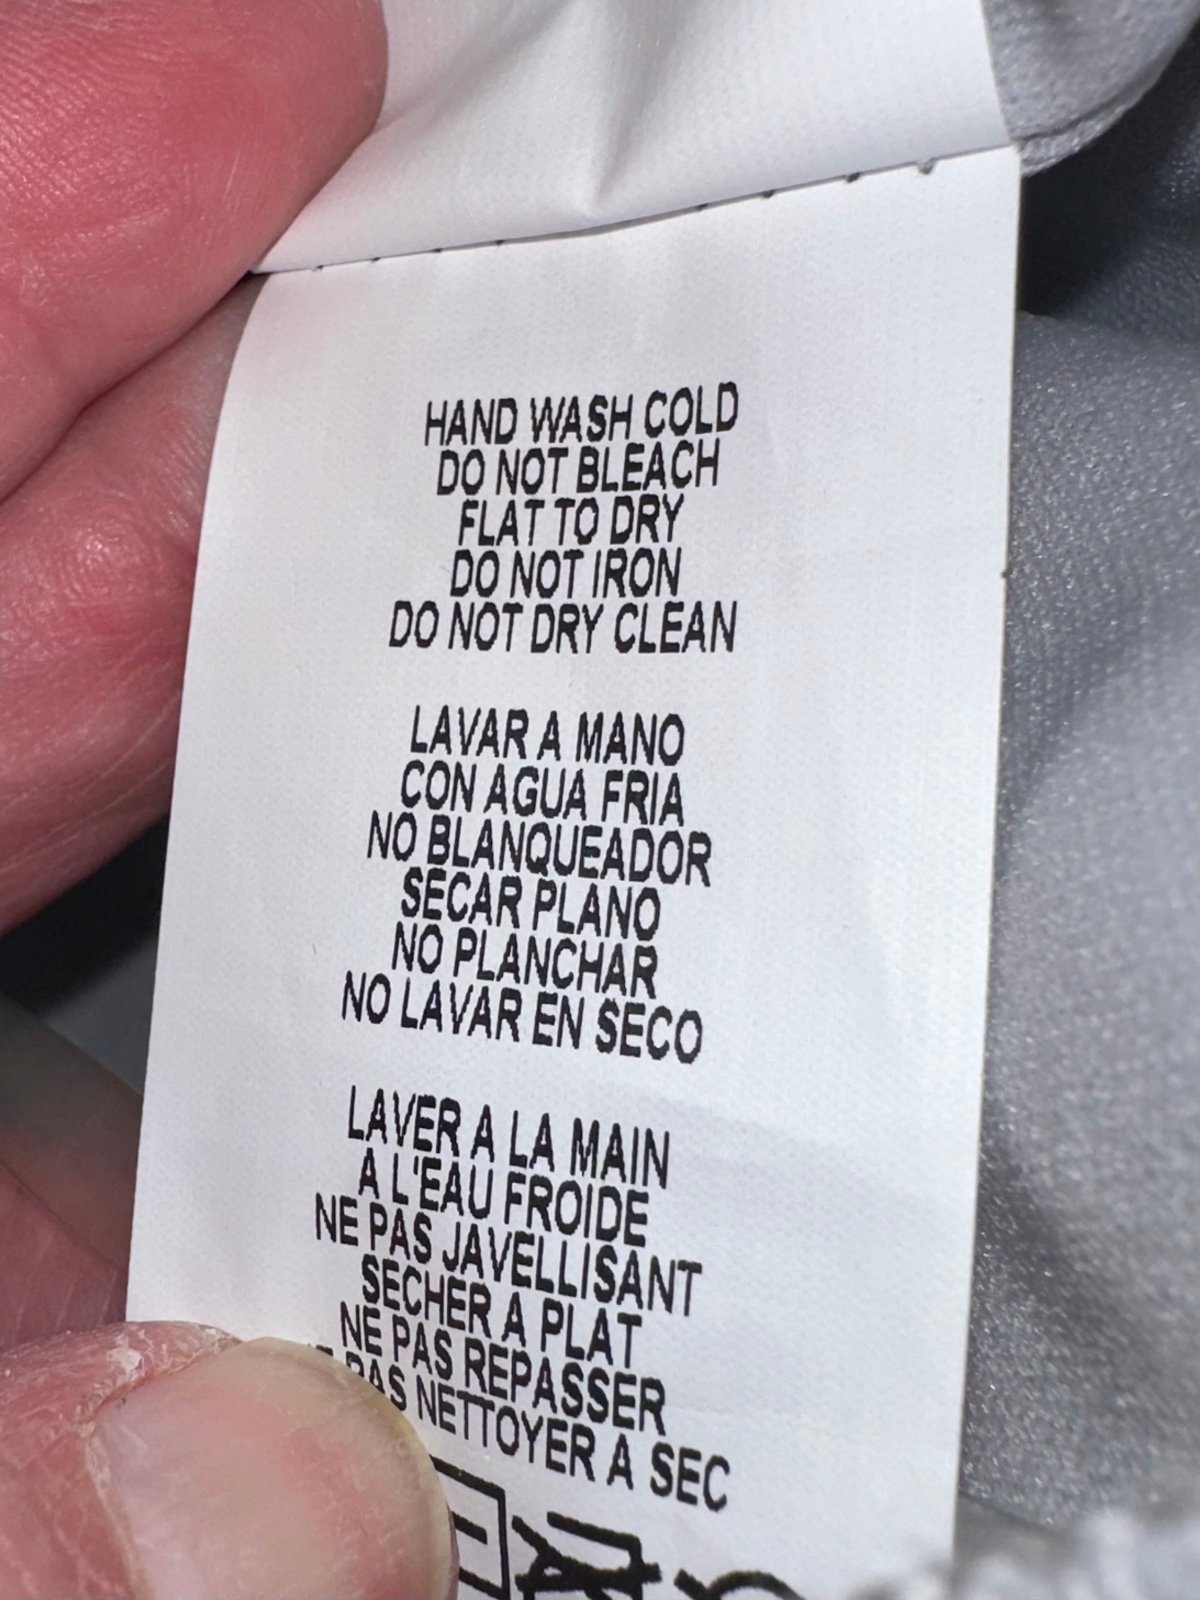 HAND WASH COLD
DO NOT BLEACH
FLAT TO DRY
DO NOT IRON
DO NOT DRY CLEAN
LAVAR A MANO
CON AGUA FRIA
NO BLANQUEADOR
SECAR PLANO
NO PLANCHAR
NO LAVAR EN SECO
LAVER A LA MAIN
A L'EAU FROIDE
NE PAS JAVELLISANT
SECHER A PLAT
NE PAS REPASSER
PAS NETTOYER A SEC